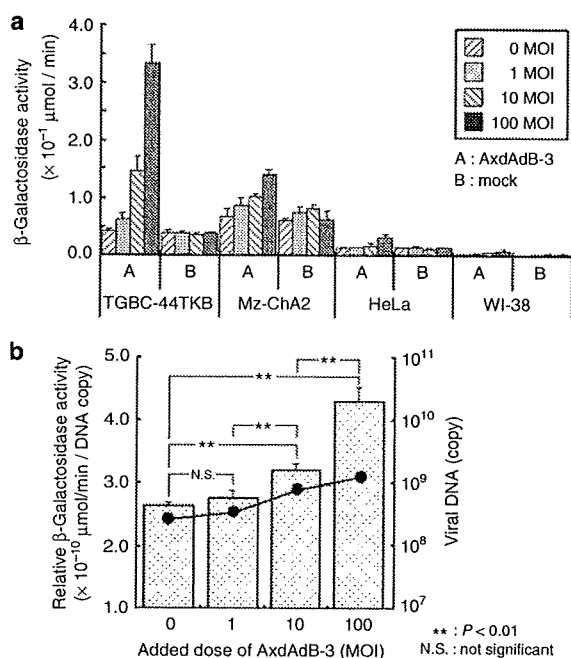 a
β-Galactosidase activity
(× 10⁻¹ μmol / min)
4.0
3.0
2.0
1.0
0.0
0 MOI
1 MOI
10 MOI
100 MOI
A : AxdAdB-3
B : mock
A B A B A B A B
TGBC-44TKB Mz-ChA2 HeLa WI-38
b
Relative β-Galactosidase activity
(× 10⁻¹⁰ μmol/min / DNA copy)
5.0
4.0
3.0
2.0
1.0
**
**
**
**
N.S.
10¹¹
10¹⁰
10⁹
10⁸
10⁷
Viral DNA (copy)
0 1 10 100
Added dose of AxdAdB-3 (MOI)
** : P < 0.01
N.S. : not significant